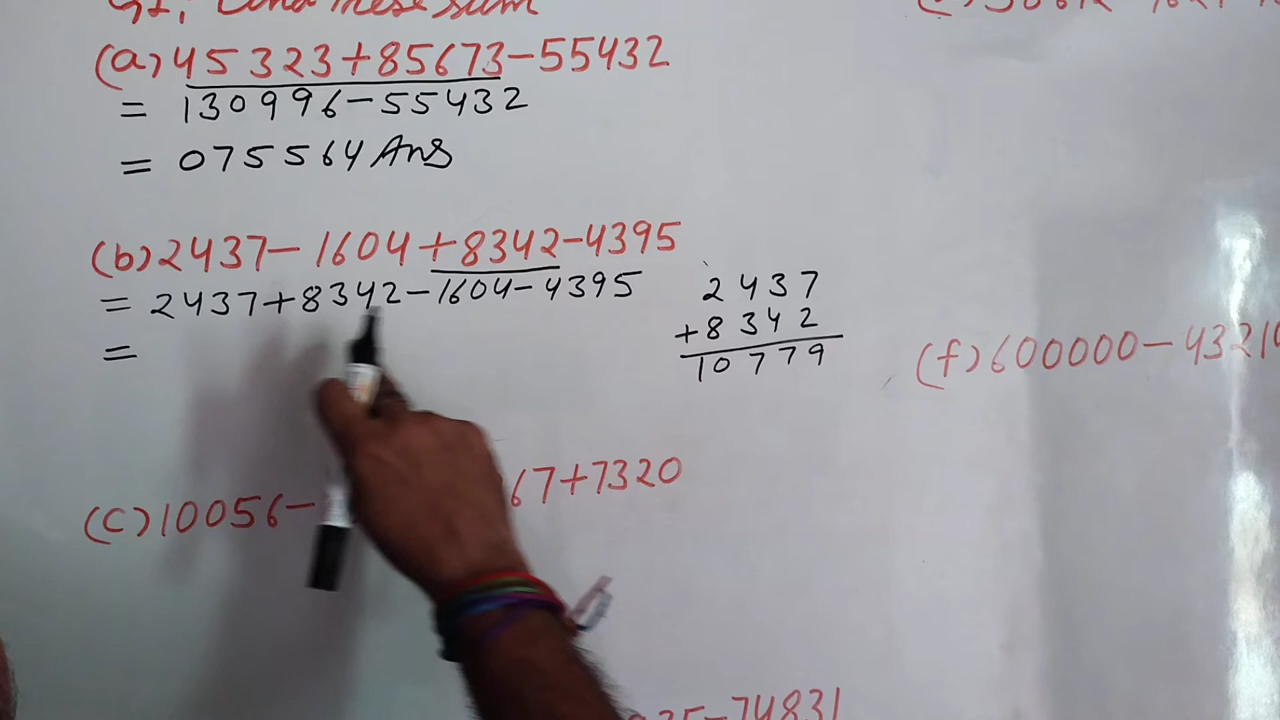 (a) 45323+85673-55432
= 130996-55432
= 075564 Ans
(b) 2437-1604+8342-4395
= 2437+8342-1604-4395
=
2437
+8342
10779
(f) 600000-4321
(c) 10056-
67+7320
-74831